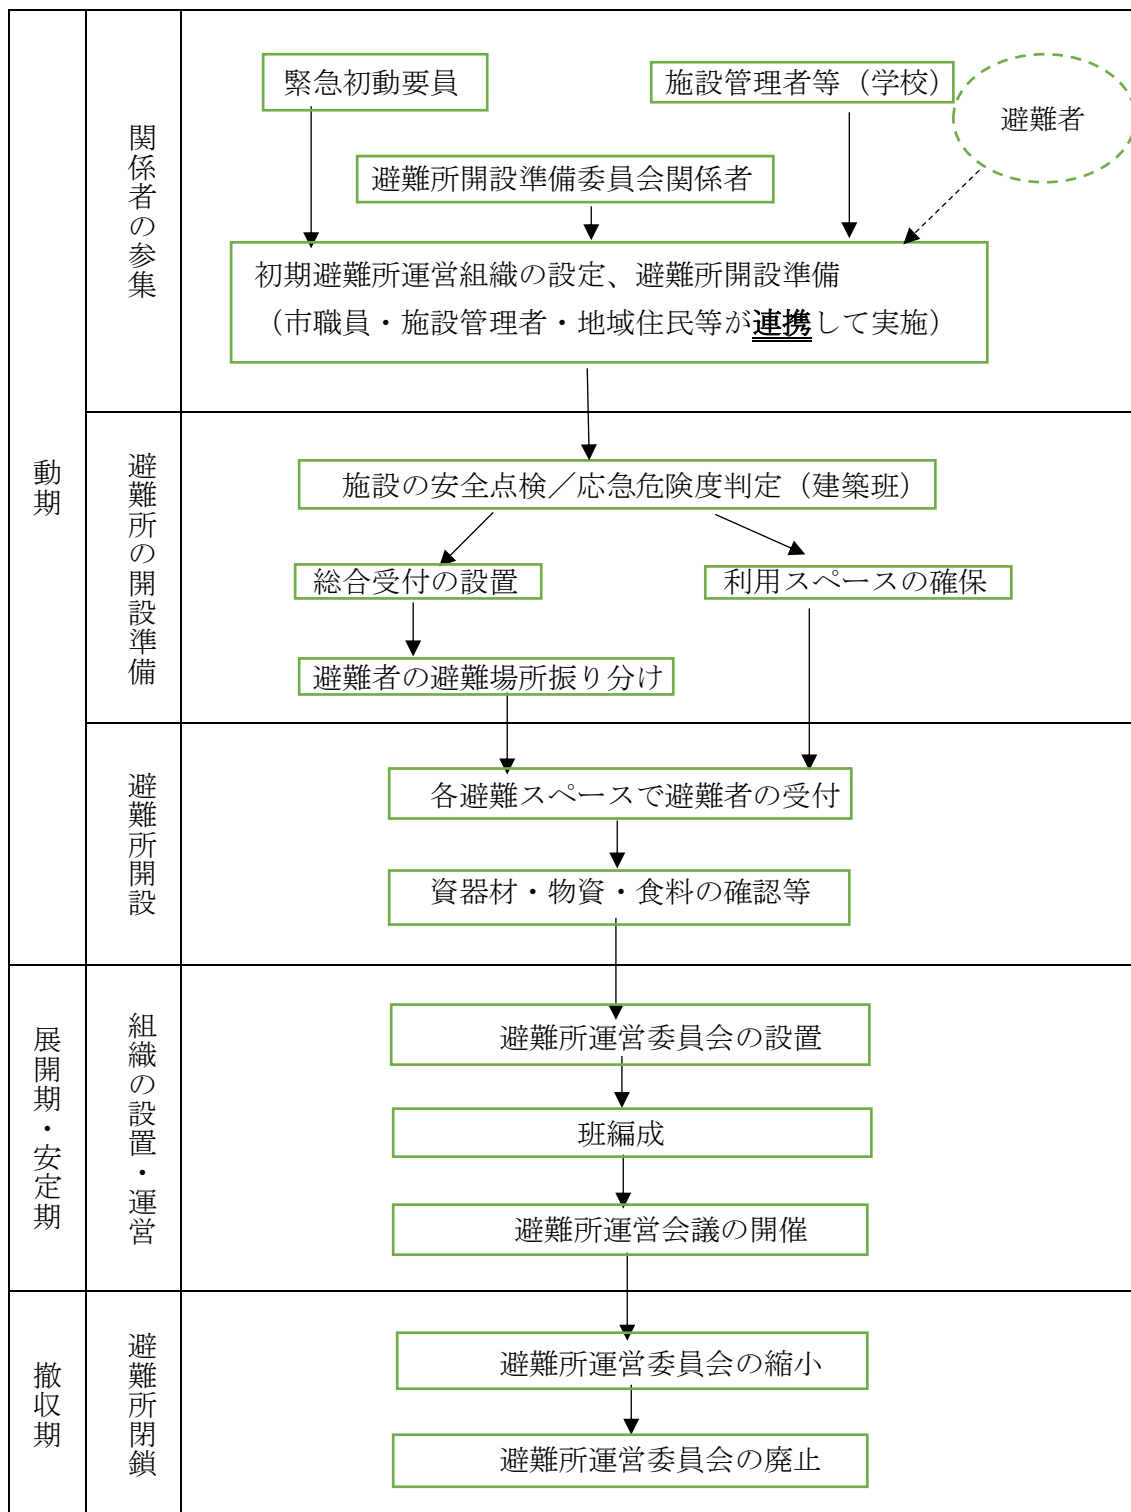 動期
関係者の参集
緊急初動要員
施設管理者等（学校）
避難者
避難所開設準備委員会関係者
初期避難所運営組織の設定、避難所開設準備
（市職員・施設管理者・地域住民等が連携して実施）
避難所の開設準備
施設の安全点検／応急危険度判定（建築班）
総合受付の設置
利用スペースの確保
避難者の避難場所振り分け
避難所開設
各避難スペースで避難者の受付
資器材・物資・食料の確認等
展開期・安定期
組織の設置・運営
避難所運営委員会の設置
班編成
避難所運営会議の開催
撤収期
避難所閉鎖
避難所運営委員会の縮小
避難所運営委員会の廃止